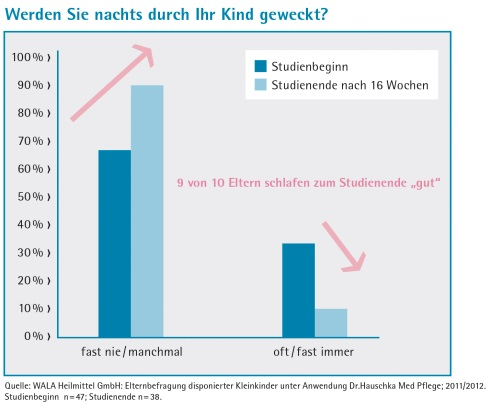 Werden Sie nachts durch Ihr Kind geweckt?
100% ›
90% ›
80% ›
70% ›
60% ›
50% ›
40% ›
30% ›
20% ›
10% ›
0% ›
Studienbeginn
Studienende nach 16 Wochen
9 von 10 Eltern schlafen zum Studienende „gut“
fast nie/manchmal
oft/fast immer
Quelle: WALA Heilmittel GmbH: Elternbefragung disponierter Kleinkinder unter Anwendung Dr.Hauschka Med Pflege; 2011/2012.
Studienbeginn n=47; Studienende n=38.